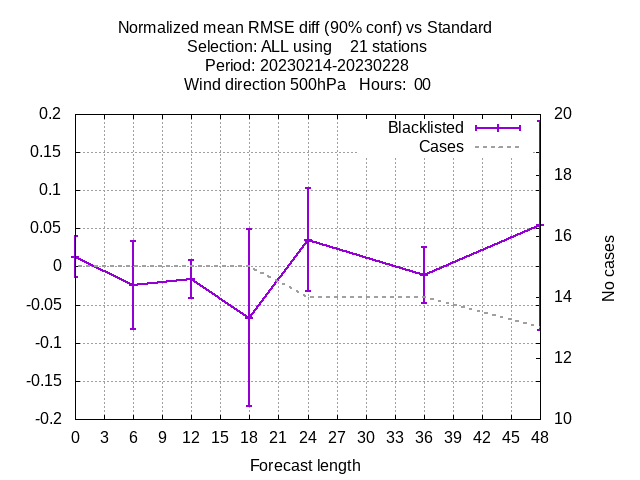 Normalized mean RMSE diff (90% conf) vs Standard
Selection: ALL using 21 stations
Period: 20230214-20230228
Wind direction 500hPa Hours: 00
Blacklisted
Cases
0.2
0.15
0.1
0.05
0
-0.05
-0.1
-0.15
-0.2
20
18
16
14
12
10
No cases
0 3 6 9 12 15 18 21 24 27 30 33 36 39 42 45 48
Forecast length